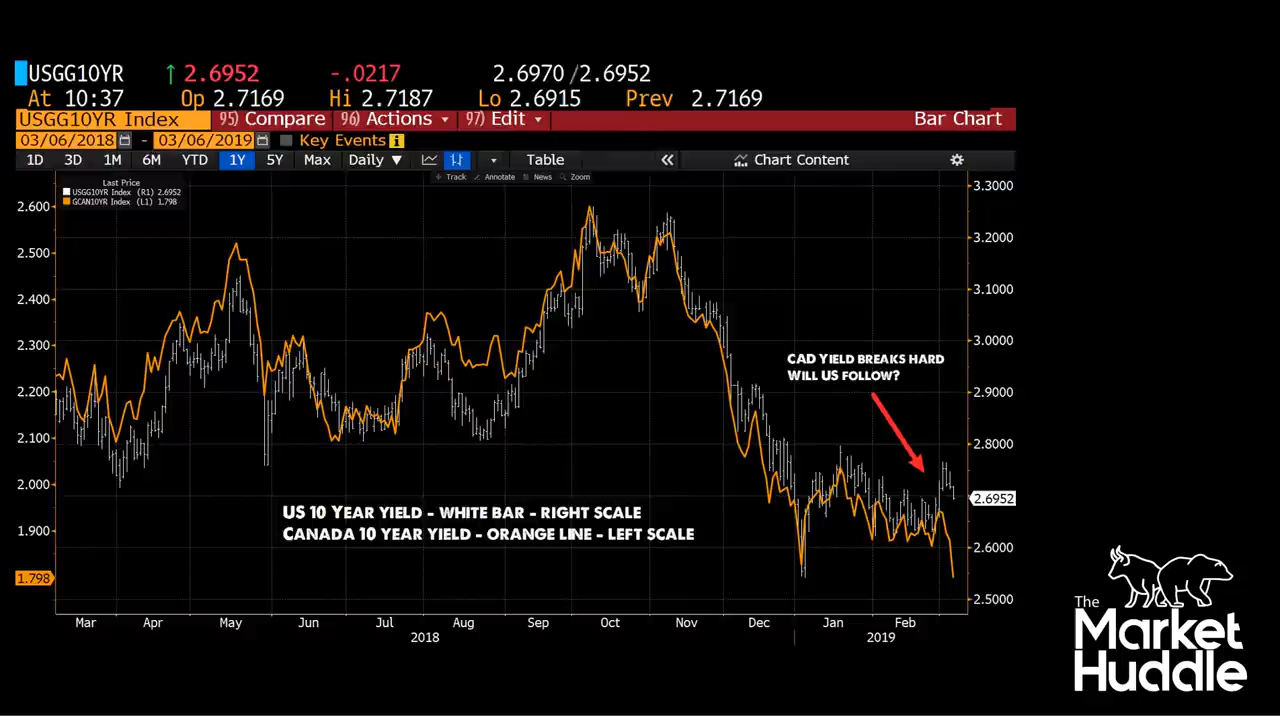 USGG10YR ↑ 2.6952 -.0217 2.6970 /2.6952
At 10:37 Op 2.7169 Hi 2.7187 Lo 2.6915 Prev 2.7169
USGG10YR Index 95) Compare 96) Actions 97) Edit Bar Chart
03/06/2018 - 03/06/2019 Key Events i
1D 3D 1M 6M YTD 1Y 5Y Max Daily ▼ Table « Chart Content
Track Annotate News Zoom
Last Price
USGG10YR Index (R1) 2.6952
GCAN10YR Index (L1) 1.798
3.3000
2.600
3.2000
2.500
3.1000
2.400
2.300
3.0000
CAD YIELD BREAKS HARD
WILL US FOLLOW?
2.200
2.9000
2.100
2.8000
2.000
2.6952
US 10 YEAR YIELD – WHITE BAR – RIGHT SCALE
CANADA 10 YEAR YIELD – ORANGE LINE – LEFT SCALE
1.900
2.6000
1.798
2.5000
Mar Apr May Jun Jul Aug Sep Oct Nov Dec Jan Feb
2018 2019
The
Market
Huddle